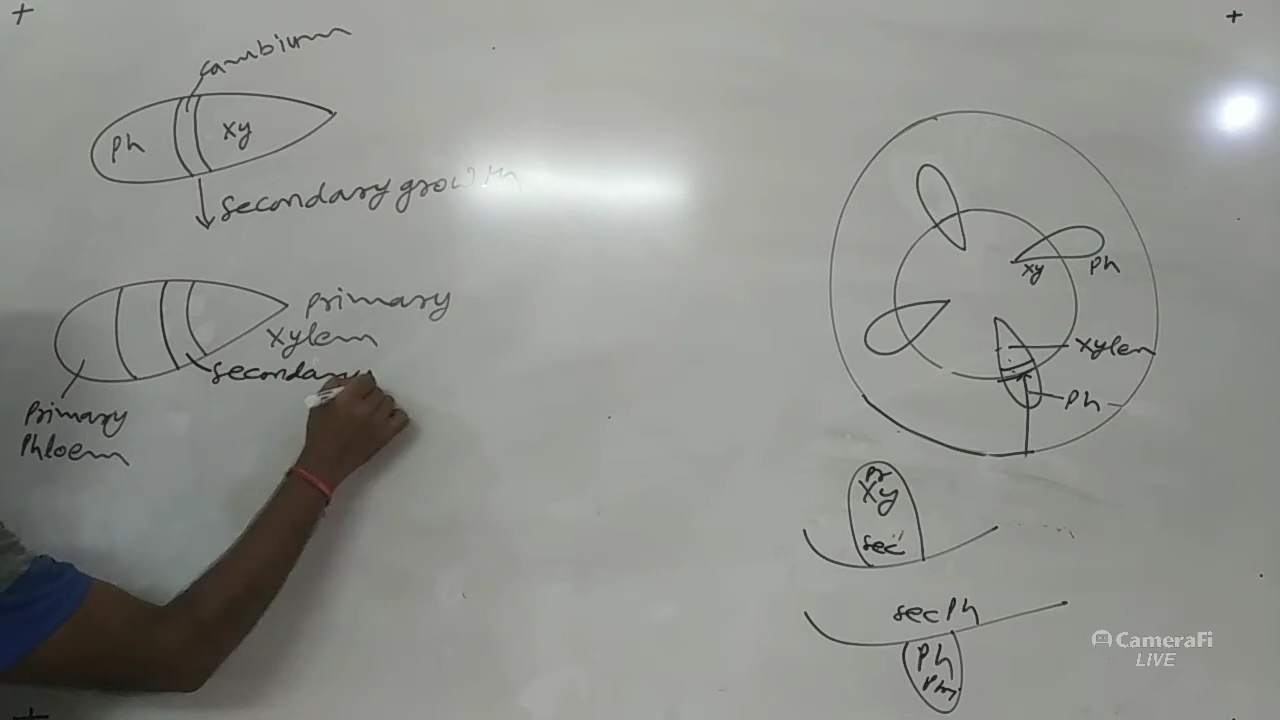 cambium
Ph
xy
secondary growth
Primary
xylem
secondary
Primary
Phloem
xy
Ph
xylem
Ph
Pr
Xy
sec
sec Ph
Ph
CameraFi
LIVE